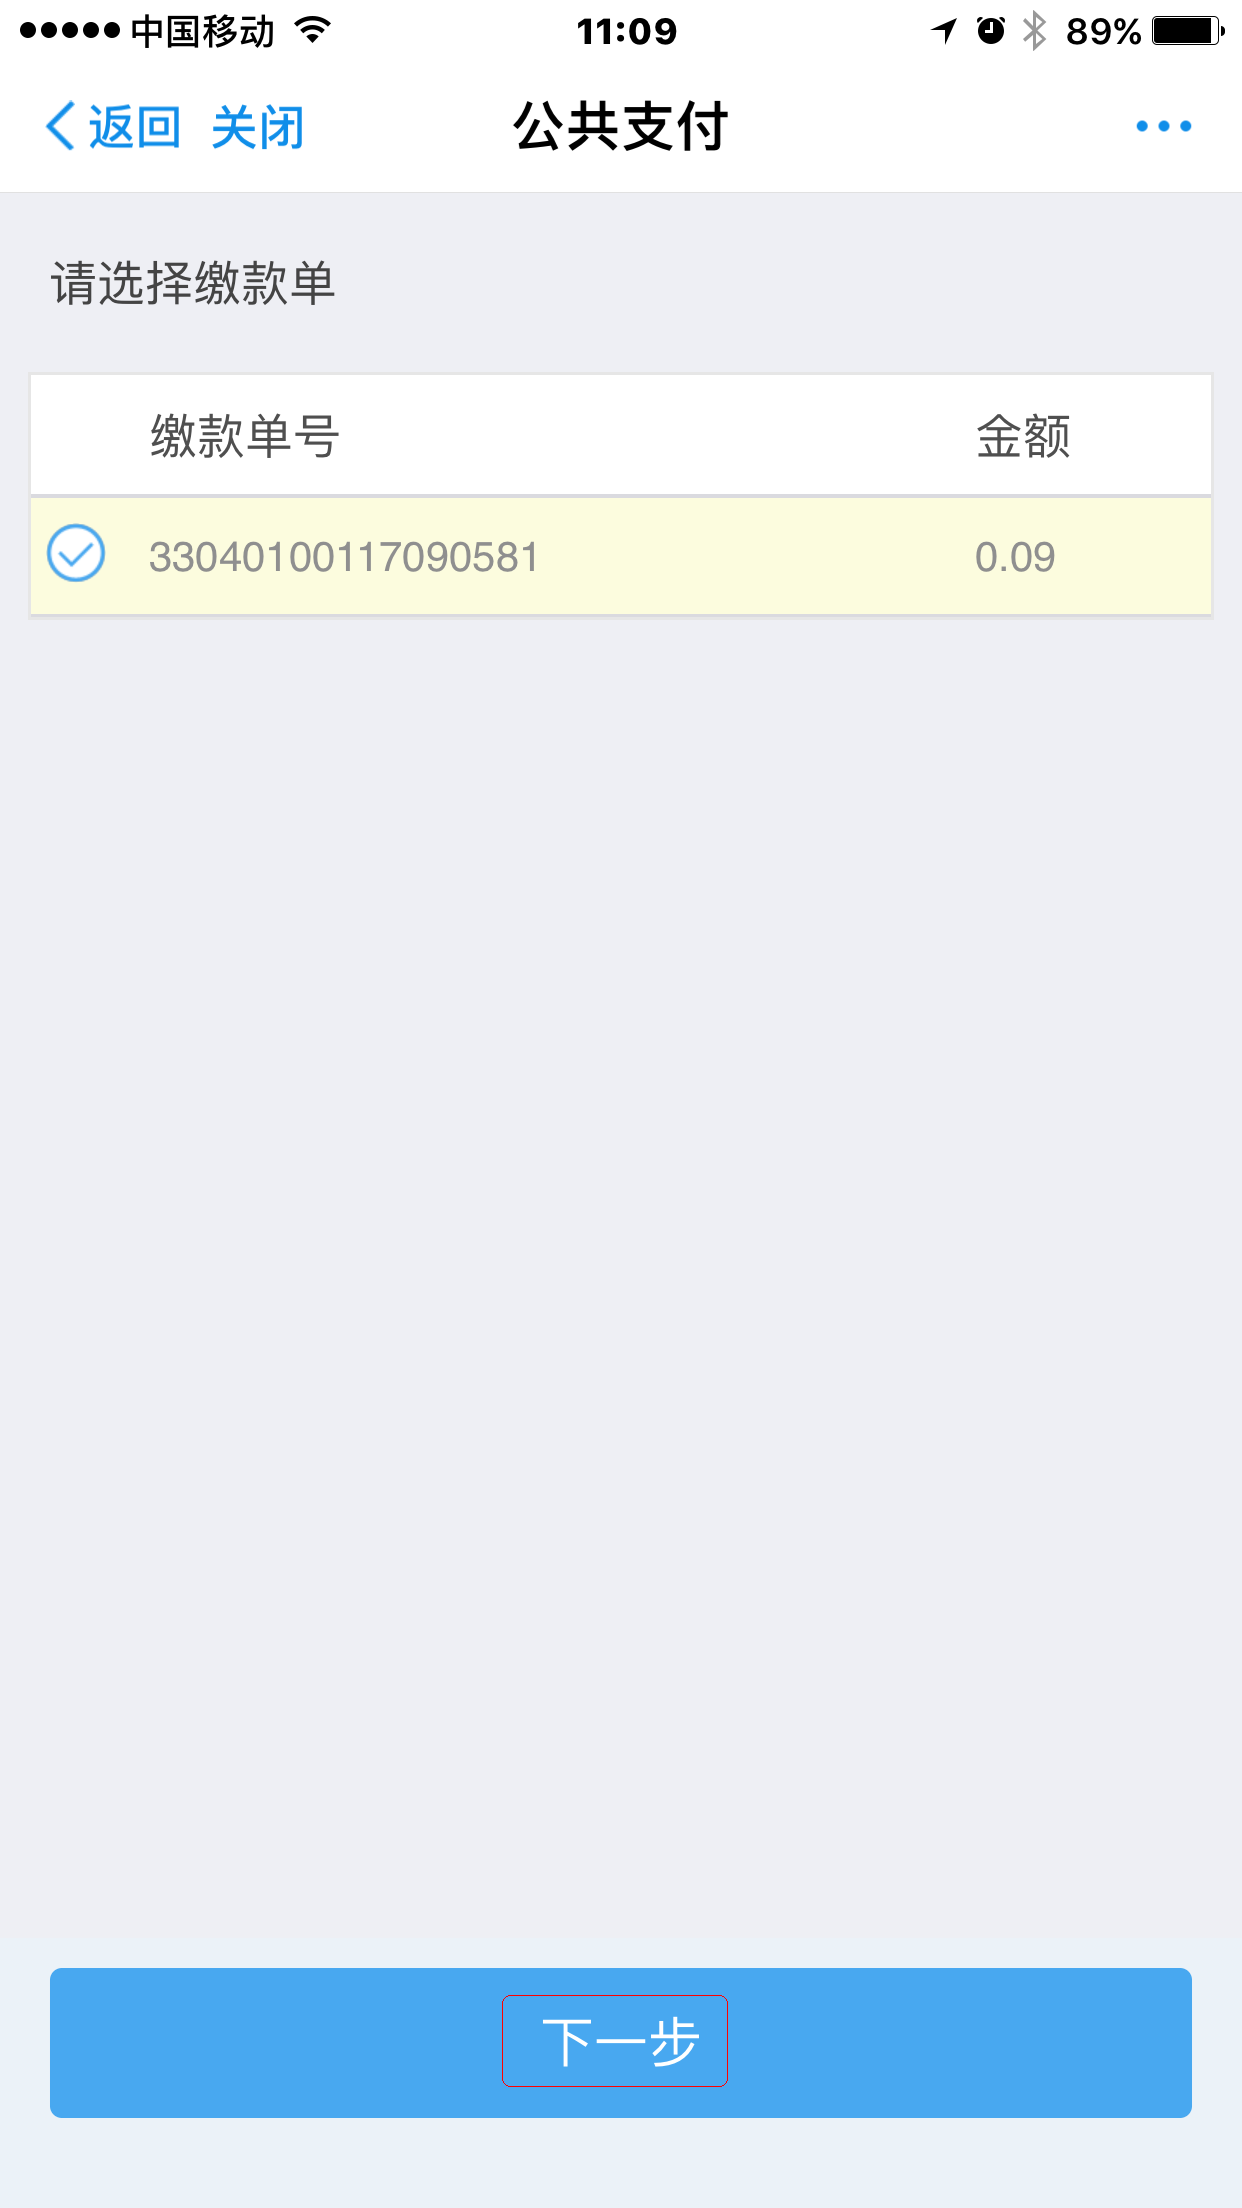 中国移动 11:09 89%
返回 关闭 公共支付
请选择缴款单
缴款单号 金额
33040100117090581 0.09
下一步